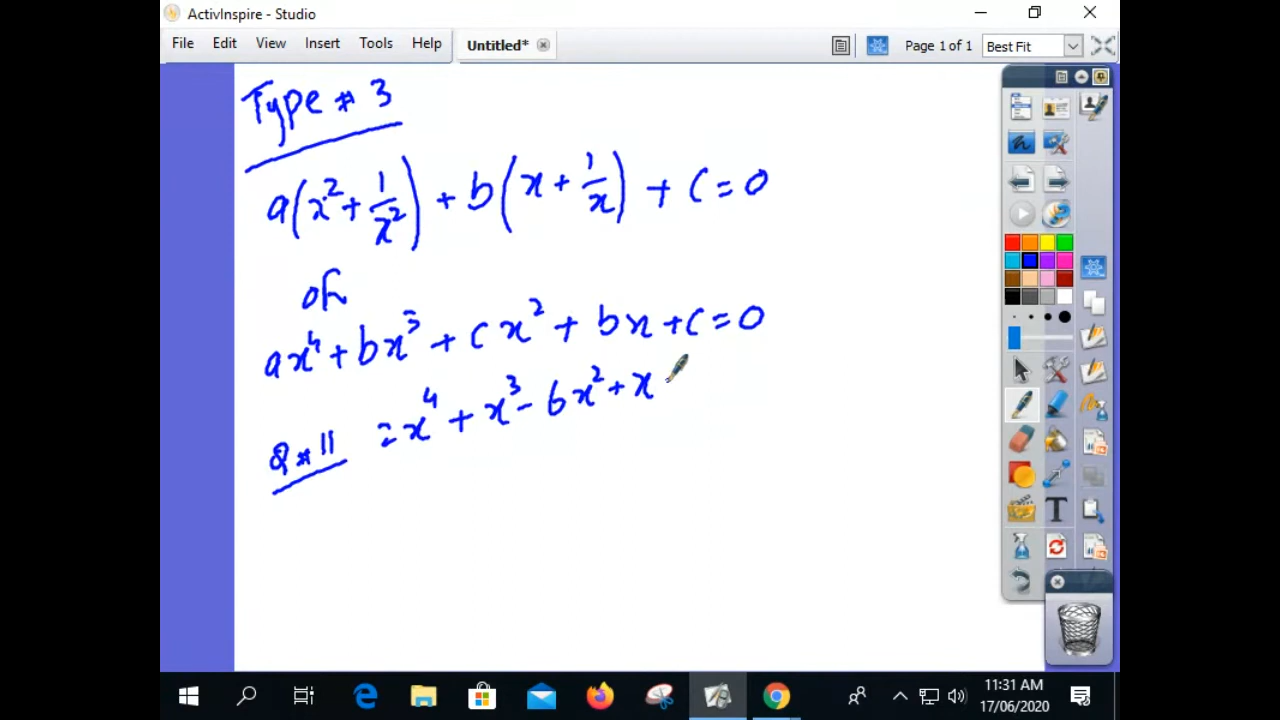 ActivInspire - Studio
File Edit View Insert Tools Help Untitled* Page 1 of 1 Best Fit
Type # 3
a(x² + 1/x²) + b(x + 1/x) + c = 0
or
ax⁴ + bx³ + cx² + bx + c = 0
Q # 11 2x⁴ + x³ - 6x² + x
11:31 AM
17/06/2020